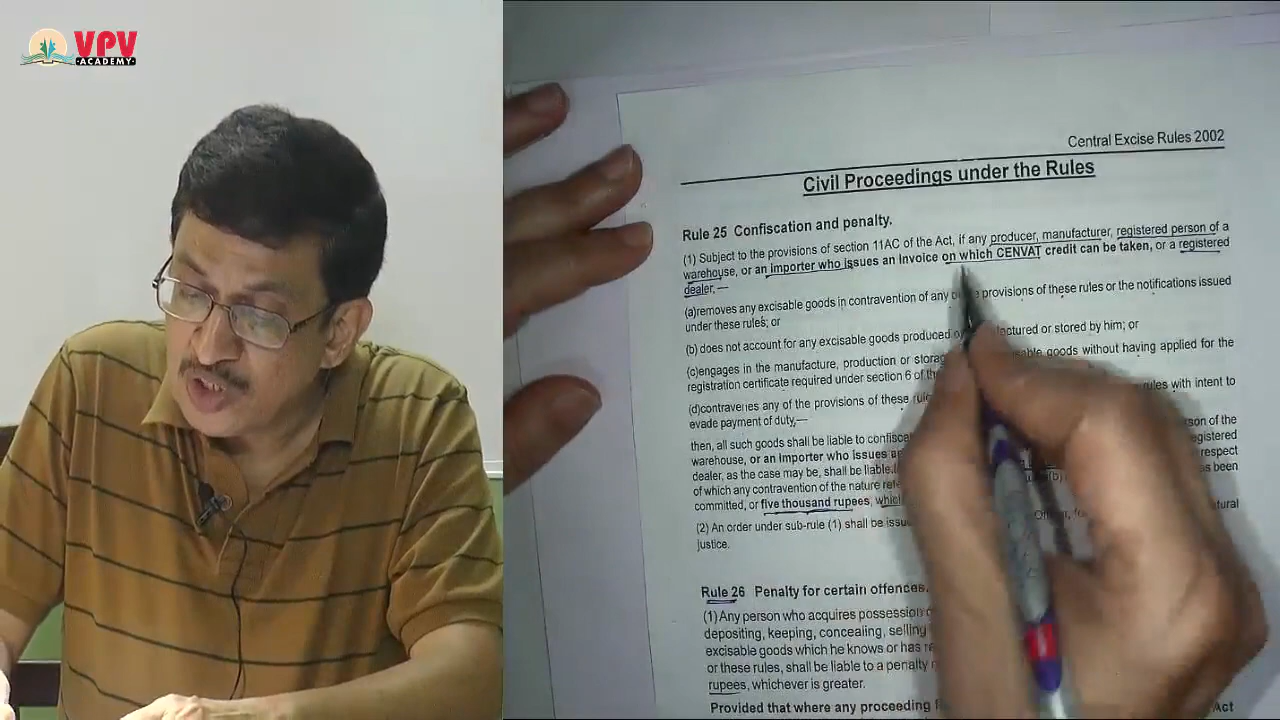 VPV
ACADEMY
Central Excise Rules 2002
Civil Proceedings under the Rules
Rule 25 Confiscation and penalty.
(1) Subject to the provisions of section 11AC of the Act, if any producer, manufacturer, registered person of a
warehouse, or an importer who issues an Invoice on which CENVAT credit can be taken, or a registered
dealer,—
(a)removes any excisable goods in contravention of any provisions of these rules or the notifications issued
under these rules; or
(b) does not account for any excisable goods produced or stored by him; or
(c)engages in the manufacture, production or goods without having applied for the
registration certificate required under section 6 of
(d)contravenes any of the provisions of these rules with intent to
evade payment of duty,—
then, all such goods shall be liable to person of the
warehouse, or an importer who issues registered
dealer, as the case may be, shall be liable respect
of which any contravention of the nature (b) been
committed, or five thousand rupees,
(2) An order under sub-rule (1) shall be
justice.
Rule 26 Penalty for certain offences.
(1) Any person who acquires possession
depositing, keeping, concealing,
excisable goods which he knows or has
or these rules, shall be liable to a penalty
rupees, whichever is greater.
Provided that where any proceeding Act